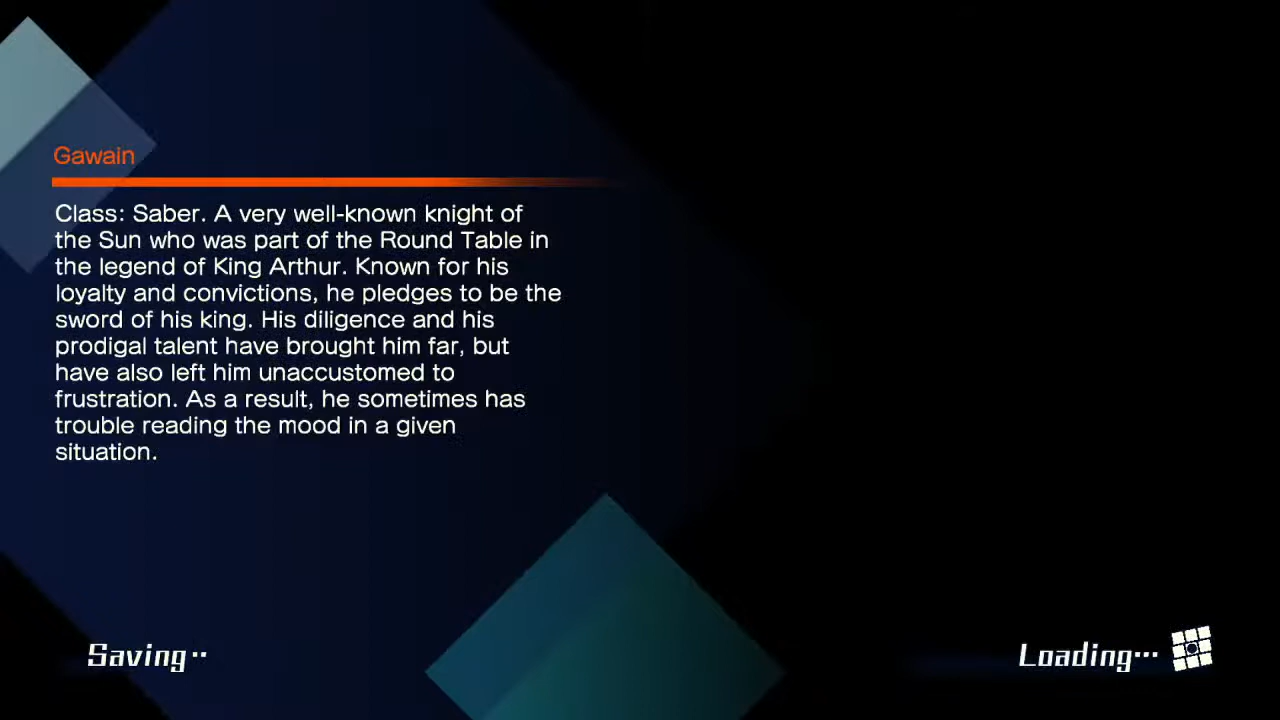 Gawain
Class: Saber. A very well-known knight of
the Sun who was part of the Round Table in
the legend of King Arthur. Known for his
loyalty and convictions, he pledges to be the
sword of his king. His diligence and his
prodigal talent have brought him far, but
have also left him unaccustomed to
frustration. As a result, he sometimes has
trouble reading the mood in a given
situation.
Saving··
Loading···